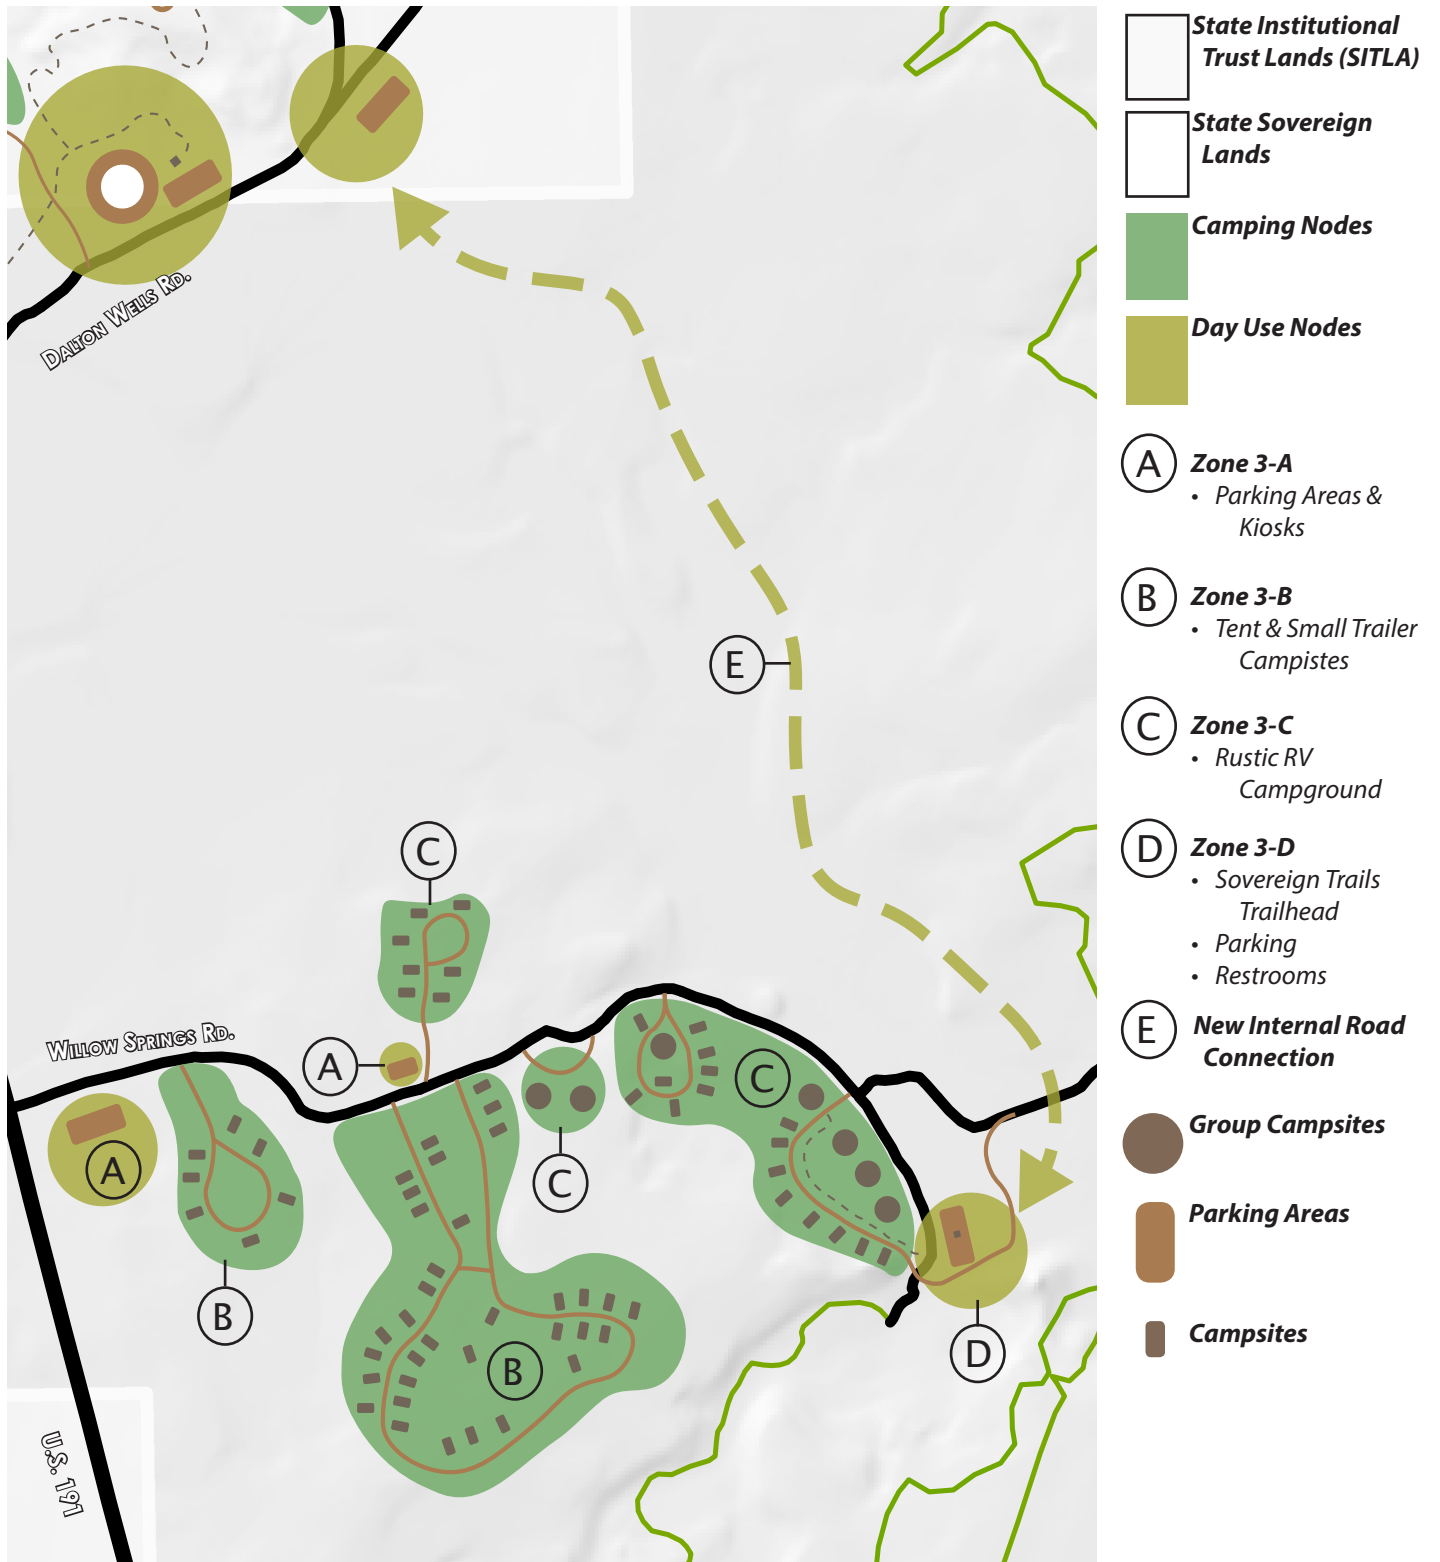 DALTON WELLS RD.
E
C
WILLOW SPRINGS RD.
A
C
A
C
B
B
D
U.S. 191
State Institutional
Trust Lands (SITLA)
State Sovereign
Lands
Camping Nodes
Day Use Nodes
A Zone 3-A
• Parking Areas &
Kiosks
B Zone 3-B
• Tent & Small Trailer
Campistes
C Zone 3-C
• Rustic RV
Campground
D Zone 3-D
• Sovereign Trails
Trailhead
• Parking
• Restrooms
E New Internal Road
Connection
Group Campsites
Parking Areas
Campsites